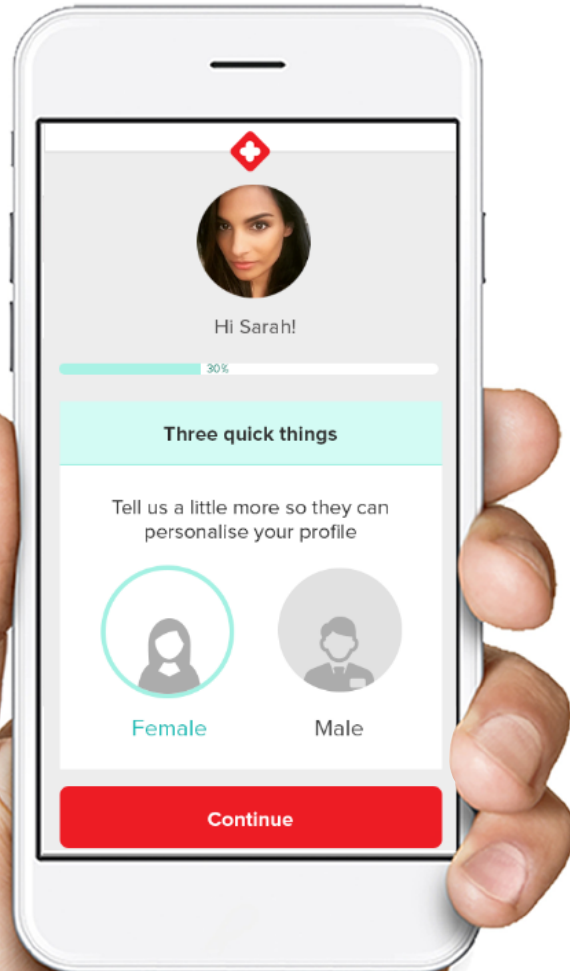 Hi Sarah!
30%
Three quick things
Tell us a little more so they can
personalise your profile
Female Male
Continue